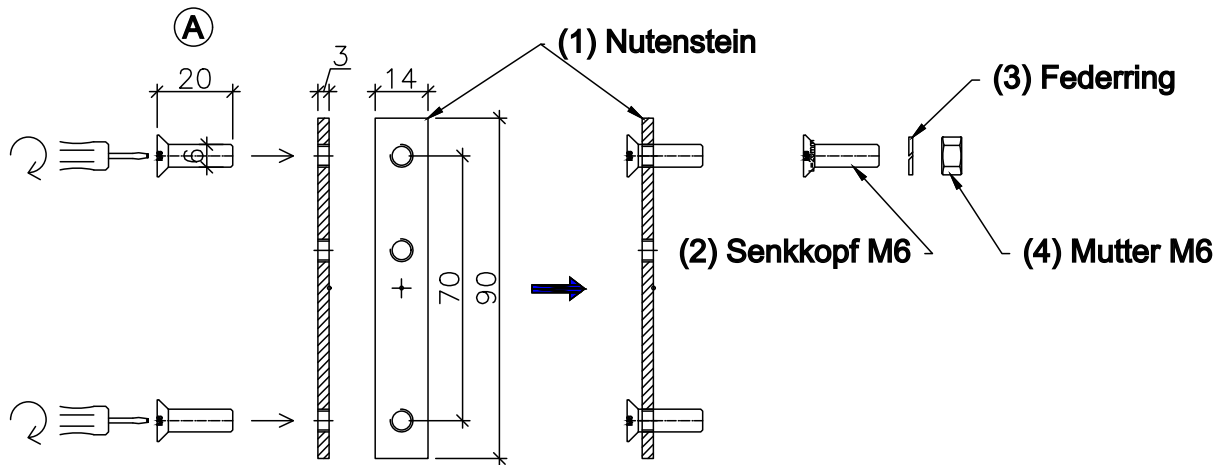 A
20
3
14
(1) Nutenstein
(3) Federring
6
70
90
(2) Senkkopf M6
(4) Mutter M6